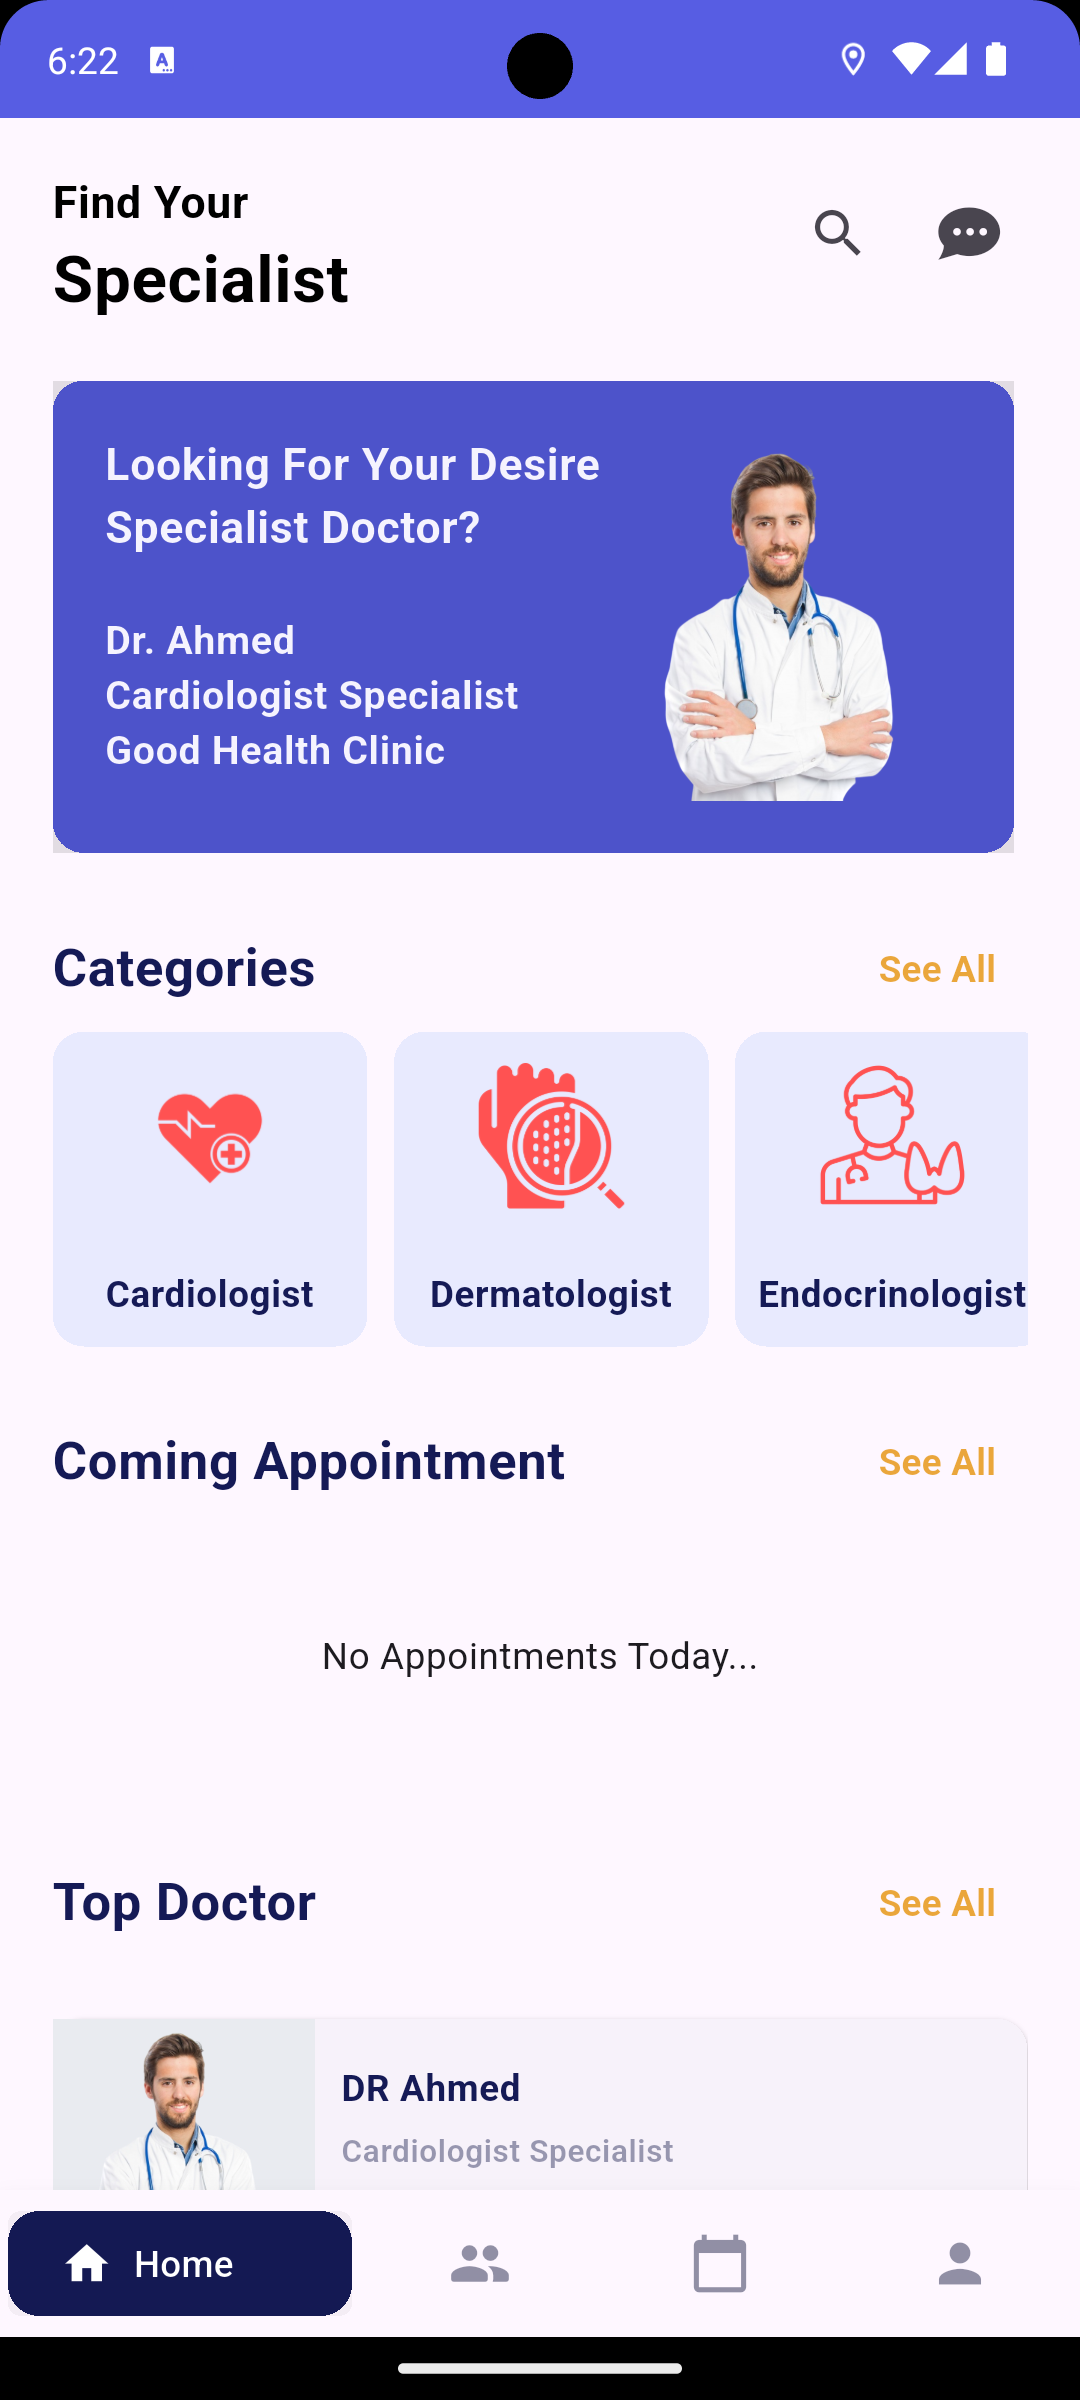 6:22
Find Your
Specialist
Looking For Your Desire
Specialist Doctor?
Dr. Ahmed
Cardiologist Specialist
Good Health Clinic
Categories
See All
Cardiologist
Dermatologist
Endocrinologist
Coming Appointment
See All
No Appointments Today...
Top Doctor
See All
DR Ahmed
Cardiologist Specialist
Home